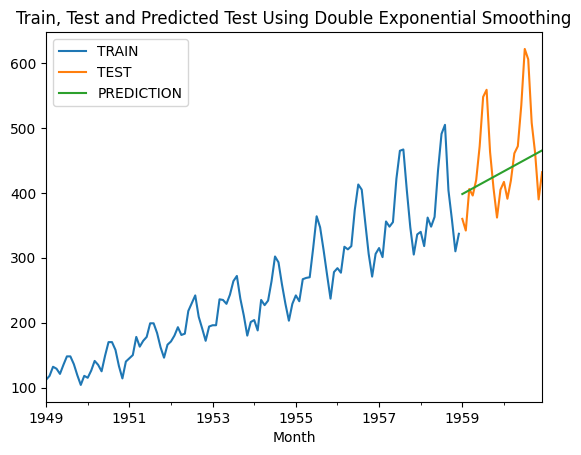 Train, Test and Predicted Test Using Double Exponential Smoothing
TRAIN
TEST
PREDICTION
600
500
400
300
200
100
1949 1951 1953 1955 1957 1959
Month